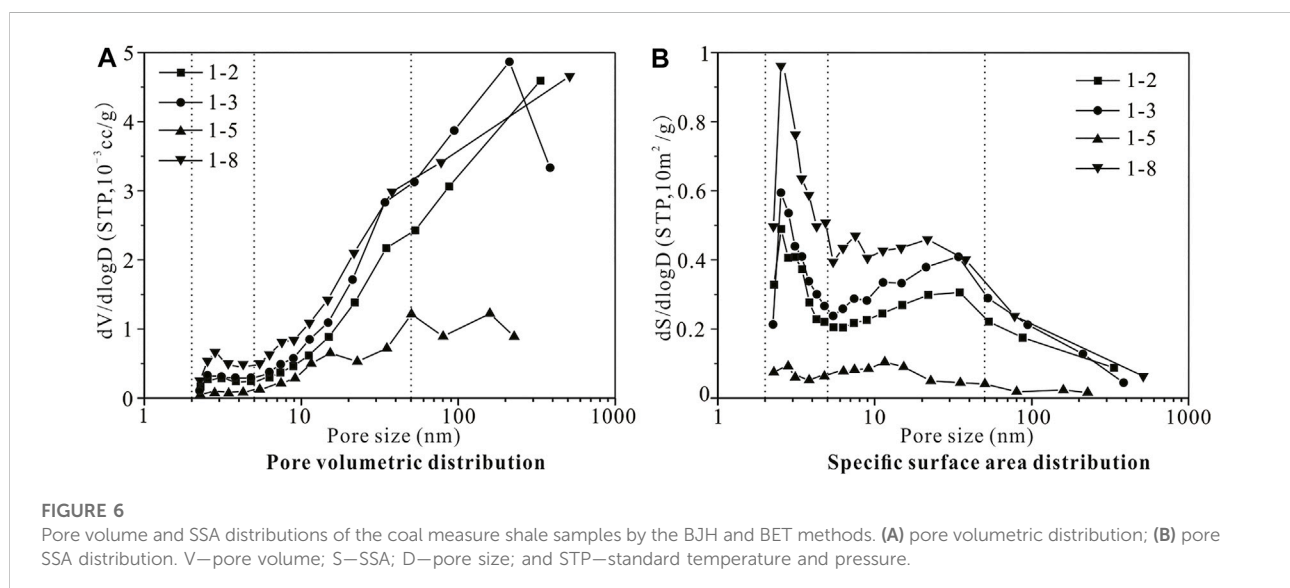 A
5
4
3
2
1
0
dV/dlogD (STP,10⁻³cc/g)
1-2
1-3
1-5
1-8
1 10 100 1000
Pore size (nm)
Pore volumetric distribution
B
1
0.8
0.6
0.4
0.2
0
dS/dlogD (STP,10m²/g)
1-2
1-3
1-5
1-8
1 10 100 1000
Pore size (nm)
Specific surface area distribution
FIGURE 6
Pore volume and SSA distributions of the coal measure shale samples by the BJH and BET methods. (A) pore volumetric distribution; (B) pore
SSA distribution. V—pore volume; S—SSA; D—pore size; and STP—standard temperature and pressure.